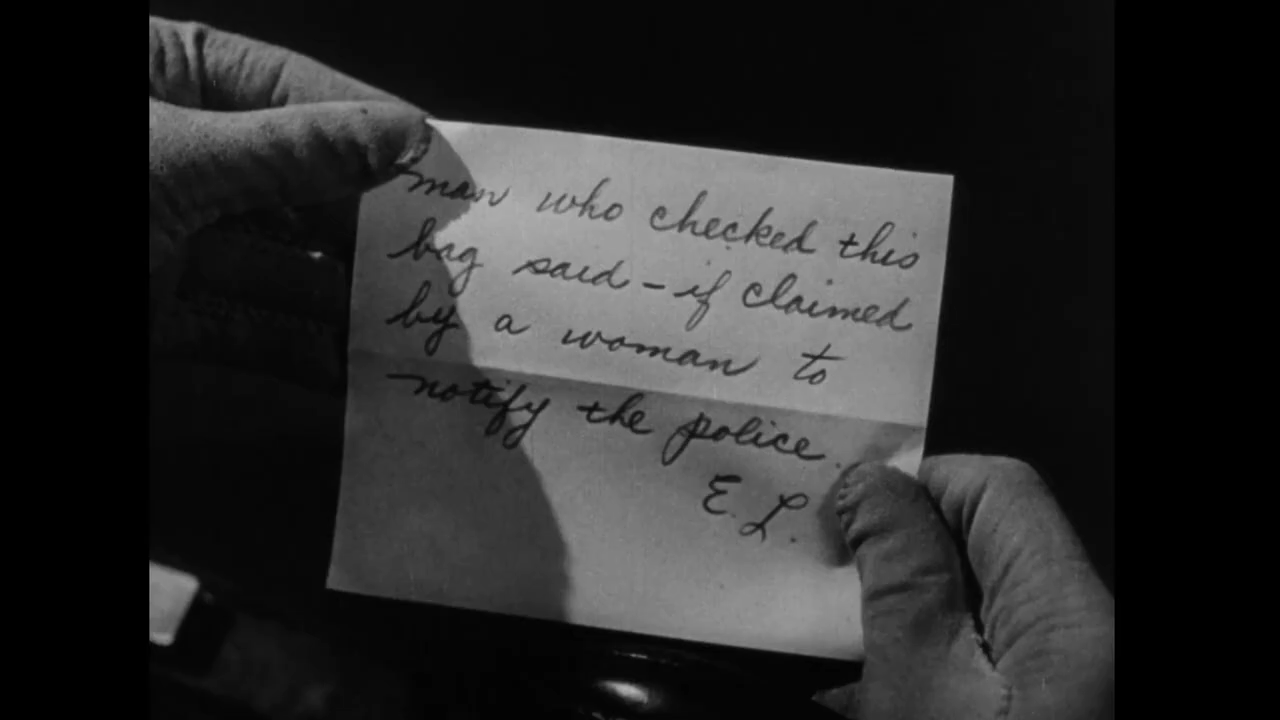 man who checked this
bag said - if claimed
by a woman to
notify the police.
E. L.